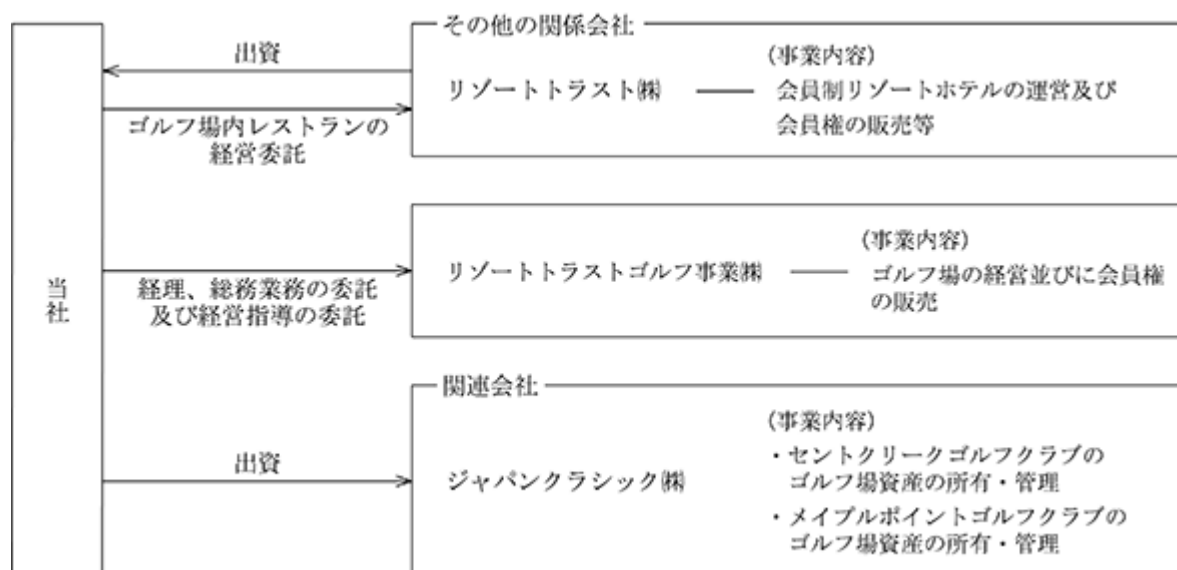 当社
その他の関係会社
出資
リゾートトラスト㈱
(事業内容)
会員制リゾートホテルの運営及び
会員権の販売等
ゴルフ場内レストランの
経営委託
リゾートトラストゴルフ事業㈱
(事業内容)
ゴルフ場の経営並びに会員権
の販売
経理、総務業務の委託
及び経営指導の委託
関連会社
出資
ジャパンクラシック㈱
(事業内容)
・セントクリークゴルフクラブの
ゴルフ場資産の所有・管理
・メイプルポイントゴルフクラブの
ゴルフ場資産の所有・管理